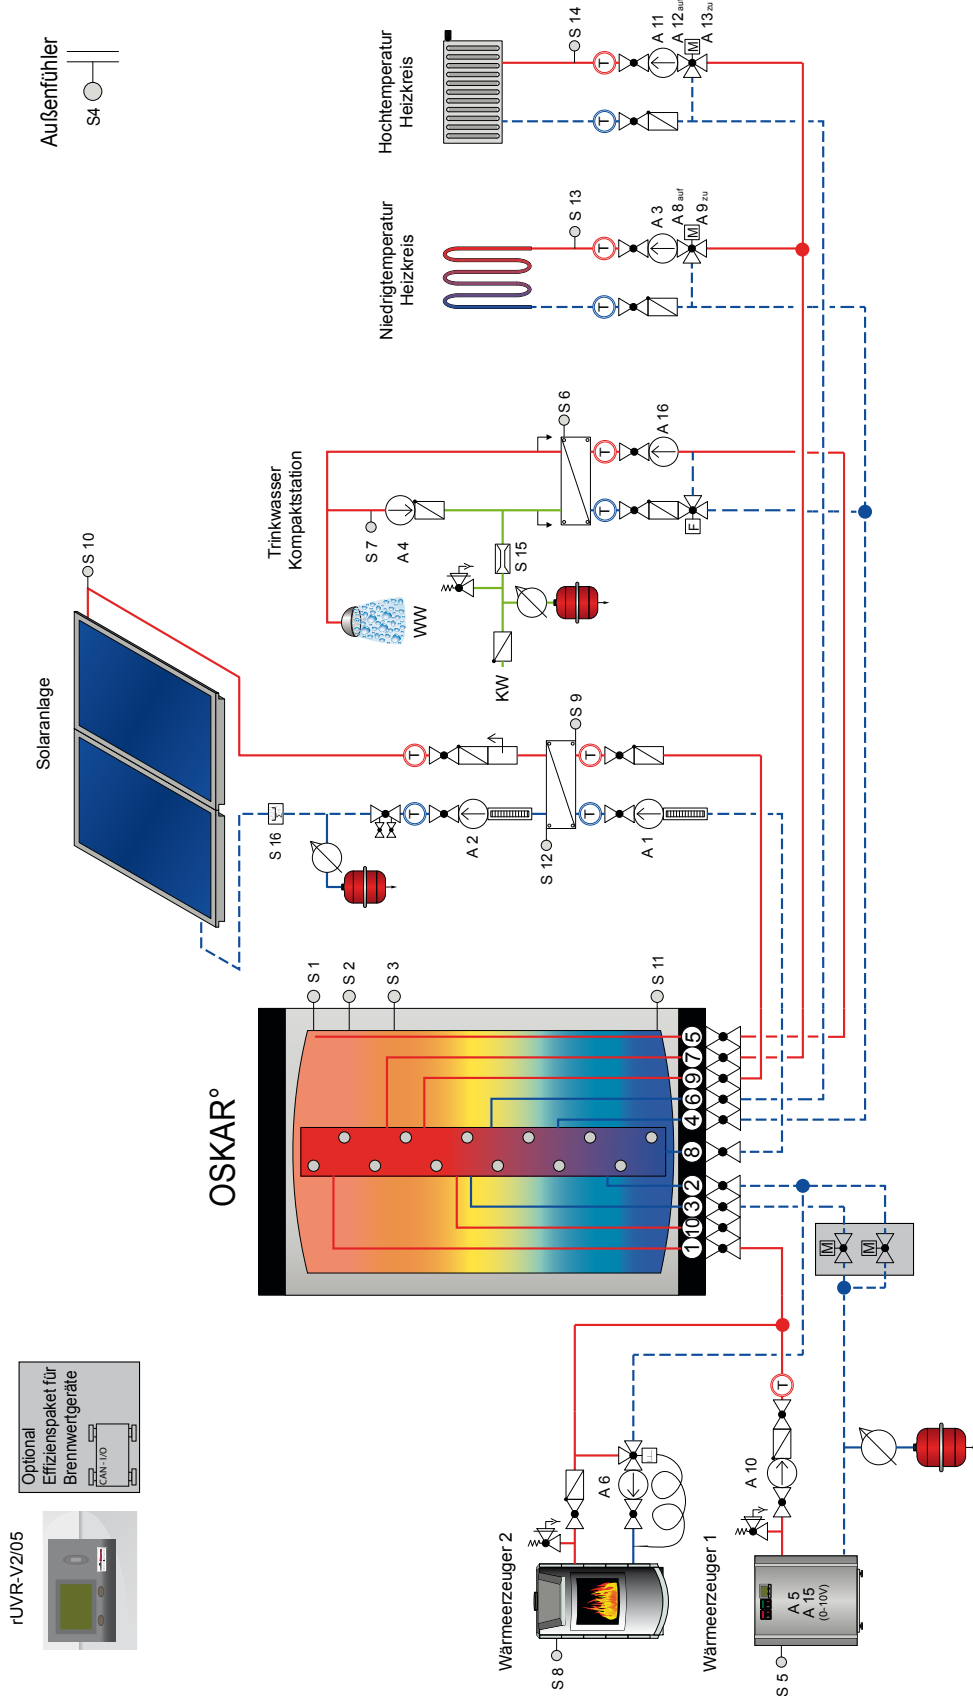 rUVR-V2/05
Optional
Effizienspaket für
Brennwertgeräte
CAN - I/O
Außenfühler
S4
OSKAR°
Solaranlage
S 10
S 16
A 2
S 12
S 9
A 1
T
T
T
T
Trinkwasser
Kompaktstation
S 7
A 4
WW
KW
S 15
S 6
A 16
T
T
F
Niedrigtemperatur
Heizkreis
S 13
A 3
A 8 auf
A 9 zu
T
T
M
Hochtemperatur
Heizkreis
S 14
A 11
A 12 auf
A 13 zu
T
T
M
S 1
S 2
S 3
S 11
1
10
3
2
8
4
6
9
7
5
M
M
Wärmeerzeuger 2
S 8
A 6
Wärmeerzeuger 1
S 5
A 5
A 15
(0-10V)
A 10
T